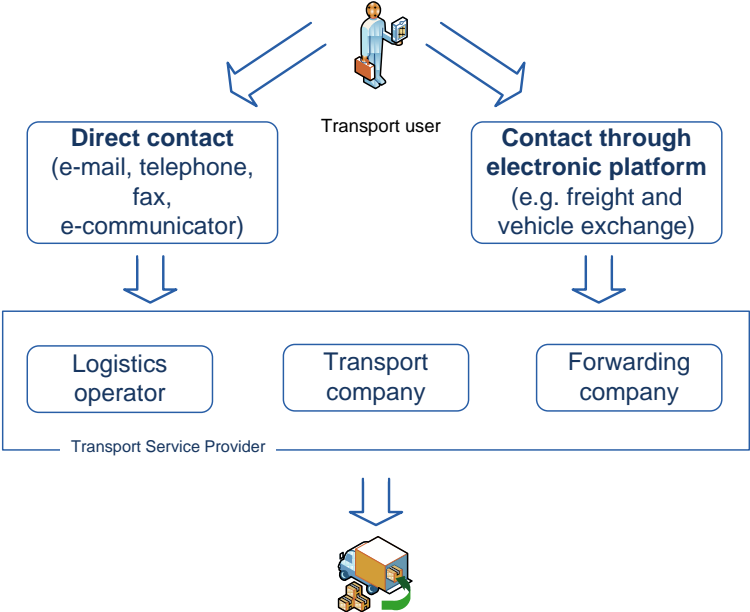 Transport user
Direct contact
(e-mail, telephone,
fax,
e-communicator)
Contact through
electronic platform
(e.g. freight and
vehicle exchange)
Logistics
operator
Transport
company
Forwarding
company
Transport Service Provider